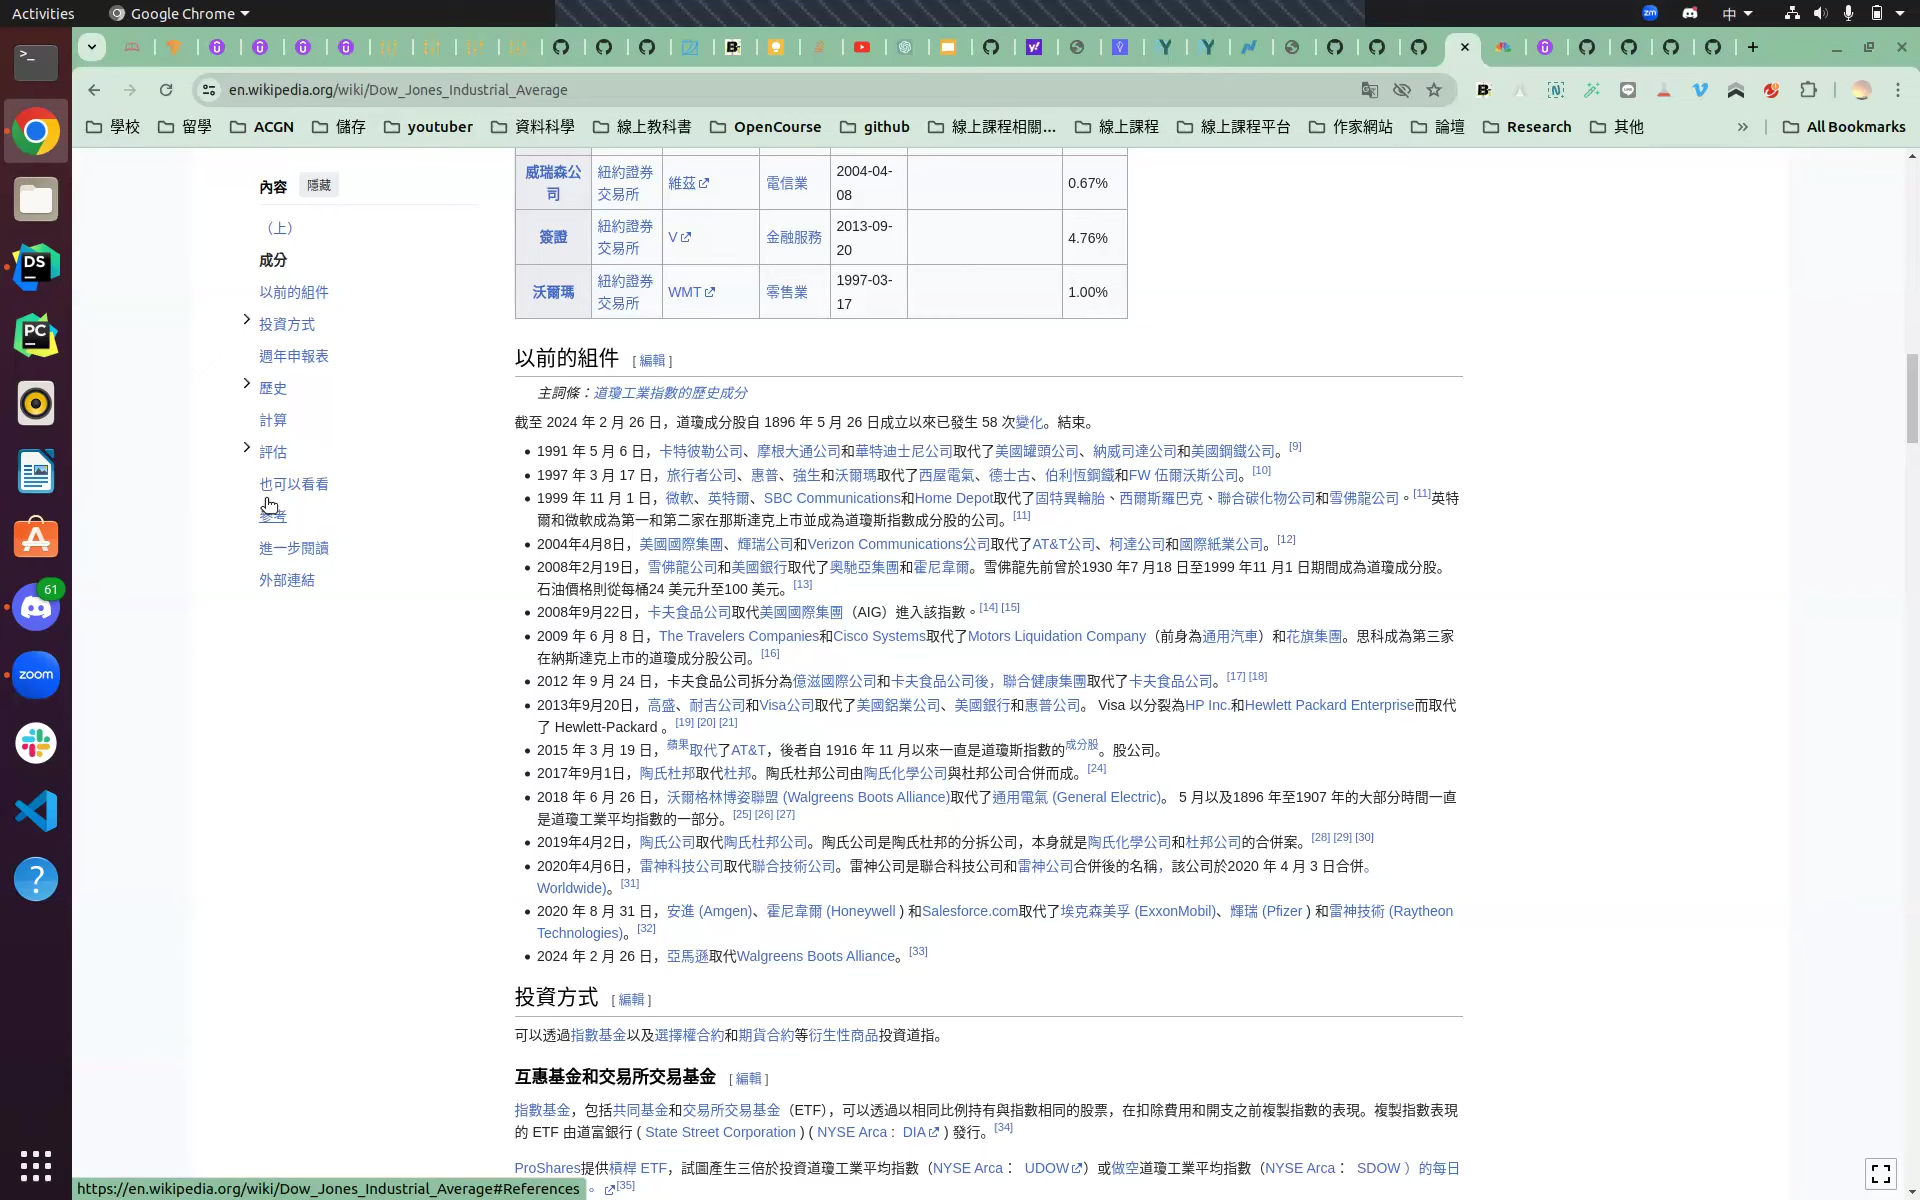 Activities Google Chrome zm 中
en.wikipedia.org/wiki/Dow_Jones_Industrial_Average
學校 留學 ACGN 儲存 youtuber 資料科學 線上教科書 OpenCourse github 線上課程相關... 線上課程 線上課程平台 作家網站 論壇 Research 其他 » All Bookmarks
內容 隱藏
（上）
成分
以前的組件
投資方式
週年申報表
歷史
計算
評估
也可以看看
參考
進一步閱讀
外部連結
威瑞森公司 紐約證券交易所 維茲 電信業 2004-04-08 0.67%
簽證 紐約證券交易所 V 金融服務 2013-09-20 4.76%
沃爾瑪 紐約證券交易所 WMT 零售業 1997-03-17 1.00%
以前的組件 [ 編輯 ]
主詞條：道瓊工業指數的歷史成分
截至 2024 年 2 月 26 日，道瓊成分股自 1896 年 5 月 26 日成立以來已發生 58 次變化。結束。
1991 年 5 月 6 日，卡特彼勒公司、摩根大通公司和華特迪士尼公司取代了美國罐頭公司、納威司達公司和美國鋼鐵公司。[9]
1997 年 3 月 17 日，旅行者公司、惠普、強生和沃爾瑪取代了西屋電氣、德士古、伯利恆鋼鐵和FW 伍爾沃斯公司。[10]
1999 年 11 月 1 日，微軟、英特爾、SBC Communications和Home Depot取代了固特異輪胎、西爾斯羅巴克、聯合碳化物公司和雪佛龍公司。[11]英特
爾和微軟成為第一和第二家在那斯達克上市並成為道瓊斯指數成分股的公司。[11]
2004年4月8日，美國國際集團、輝瑞公司和Verizon Communications公司取代了AT&T公司、柯達公司和國際紙業公司。[12]
2008年2月19日，雪佛龍公司和美國銀行取代了奧馳亞集團和霍尼韋爾。雪佛龍先前曾於1930 年7 月18 日至1999 年11 月1 日期間成為道瓊成分股。
石油價格則從每桶24 美元升至100 美元。[13]
2008年9月22日，卡夫食品公司取代美國國際集團（AIG）進入該指數。[14] [15]
2009 年 6 月 8 日，The Travelers Companies和Cisco Systems取代了Motors Liquidation Company（前身為通用汽車）和花旗集團。思科成為第三家
在納斯達克上市的道瓊成分股公司。[16]
2012 年 9 月 24 日，卡夫食品公司拆分為億滋國際公司和卡夫食品公司後，聯合健康集團取代了卡夫食品公司。[17] [18]
2013年9月20日，高盛、耐吉公司和Visa公司取代了美國鋁業公司、美國銀行和惠普公司。 Visa 以分裂為HP Inc.和Hewlett Packard Enterprise而取代
了 Hewlett-Packard 。[19] [20] [21]
2015 年 3 月 19 日，蘋果取代了AT&T，後者自 1916 年 11 月以來一直是道瓊斯指數的成分股。股公司。
2017年9月1日，陶氏杜邦取代杜邦。陶氏杜邦公司由陶氏化學公司與杜邦公司合併而成。[24]
2018 年 6 月 26 日，沃爾格林博姿聯盟 (Walgreens Boots Alliance)取代了通用電氣 (General Electric)。 5 月以及1896 年至1907 年的大部分時間一直
是道瓊工業平均指數的一部分。[25] [26] [27]
2019年4月2日，陶氏公司取代陶氏杜邦公司。陶氏公司是陶氏杜邦的分拆公司，本身就是陶氏化學公司和杜邦公司的合併案。[28] [29] [30]
2020年4月6日，雷神科技公司取代聯合技術公司。雷神公司是聯合科技公司和雷神公司合併後的名稱，該公司於2020 年 4 月 3 日合併。
Worldwide)。[31]
2020 年 8 月 31 日，安進 (Amgen)、霍尼韋爾 (Honeywell ) 和Salesforce.com取代了埃克森美孚 (ExxonMobil)、輝瑞 (Pfizer ) 和雷神技術 (Raytheon
Technologies)。[32]
2024 年 2 月 26 日，亞馬遜取代Walgreens Boots Alliance。[33]
投資方式 [ 編輯 ]
可以透過指數基金以及選擇權合約和期貨合約等衍生性商品投資道指。
互惠基金和交易所交易基金 [ 編輯 ]
指數基金，包括共同基金和交易所交易基金（ETF），可以透過以相同比例持有與指數相同的股票，在扣除費用和開支之前複製指數的表現。複製指數表現
的 ETF 由道富銀行 ( State Street Corporation ) ( NYSE Arca : DIA ) 發行。[34]
ProShares提供槓桿 ETF，試圖產生三倍於投資道瓊工業平均指數（NYSE Arca： UDOW）或做空道瓊工業平均指數（NYSE Arca： SDOW ）的每日
。 [35]
https://en.wikipedia.org/wiki/Dow_Jones_Industrial_Average#References
>_
DS
PC
61
zoom
?